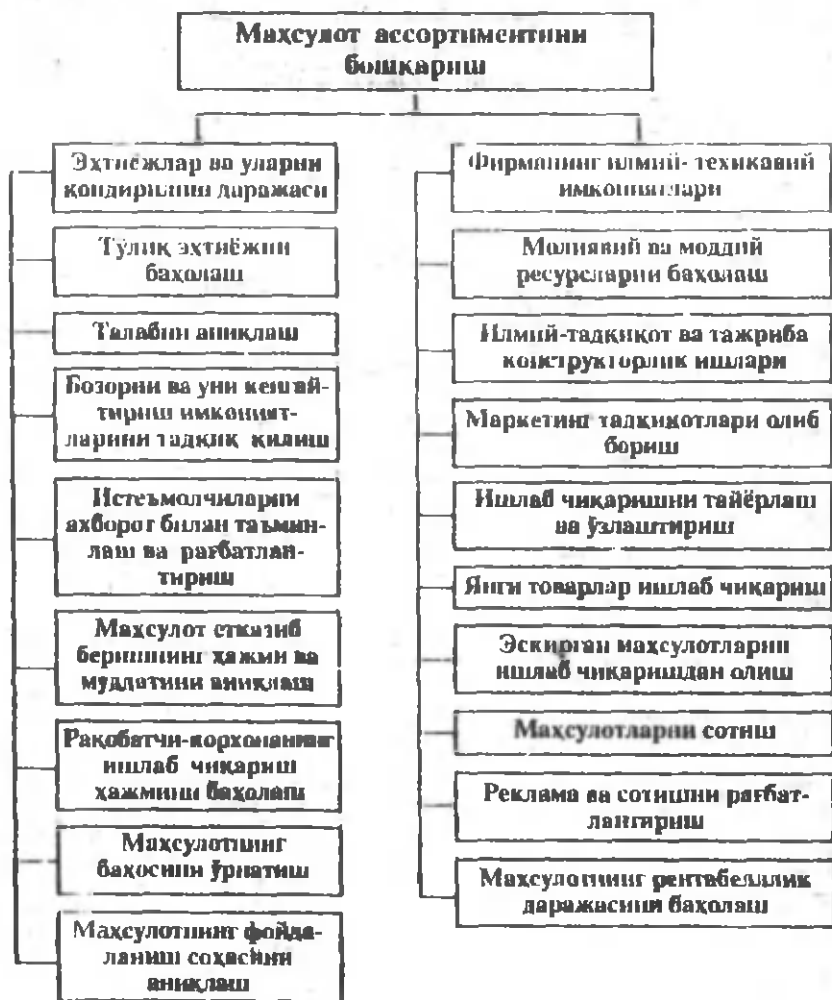 Маҳсулот ассортиментини
бошқариш
Эҳтиёжлар ва уларни
қондирилиш даражаси
Тўлиқ эҳтиёжни
баҳолаш
Талабни аниқлаш
Бозорни ва уни кенгай-
тириш имконият-
ларини тадқиқ қилиш
Истеъмолчиларни
ахборот билан таъмин-
лаш ва рағбатлан-
тириш
Маҳсулот етказиб
беришнинг ҳажми ва
муддатини аниқлаш
Рақобатчи-корхонанинг
ишлаб чиқариш
ҳажмини баҳолаш
Маҳсулотнинг
баҳосини ўрнатиш
Маҳсулотнинг фойда-
ланиш соҳасини
аниқлаш
Фирманинг илмий- техикавий
имкониятлари
Молиявий ва моддий
ресурсларни баҳолаш
Илмий-тадқиқот ва тажриба
конструкторлик ишлари
Маркетинг тадқиқотлари олиб
бориш
Ишлаб чиқаришни тайёрлаш
ва ўзлаштириш
Янги товарлар ишлаб чиқариш
Эскирган маҳсулотларни
ишлаб чиқаришдан олиш
Маҳсулотларни сотиш
Реклама ва сотишни рағбат-
лантириш
Маҳсулотнинг рентабеллилик
даражасини баҳолаш